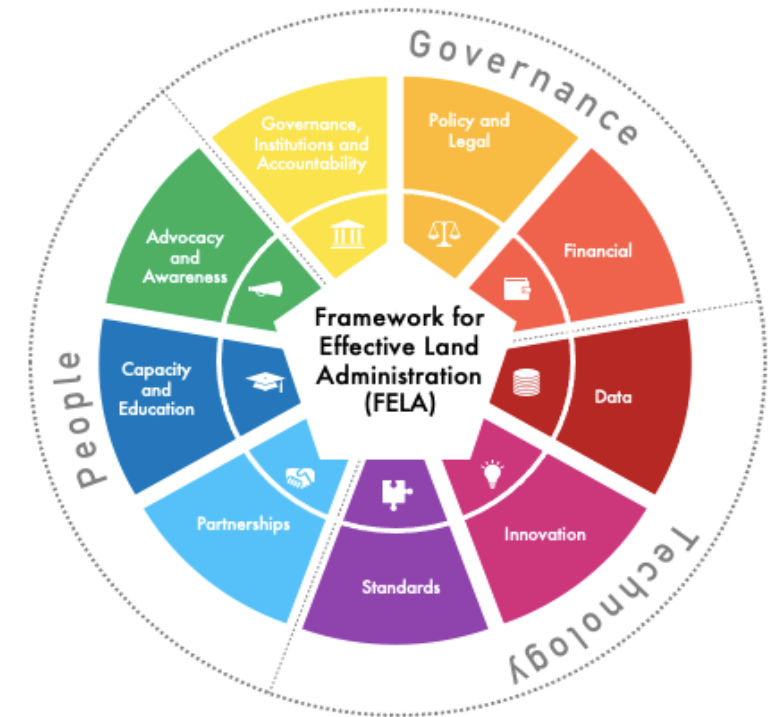 Governance
Governance,
Institutions and
Accountability
Policy and
Legal
Financial
Advocacy
and
Awareness
Framework for
Effective Land
Administration
(FELA)
Data
Capacity
and
Education
People
Innovation
Partnerships
Standards
Technology